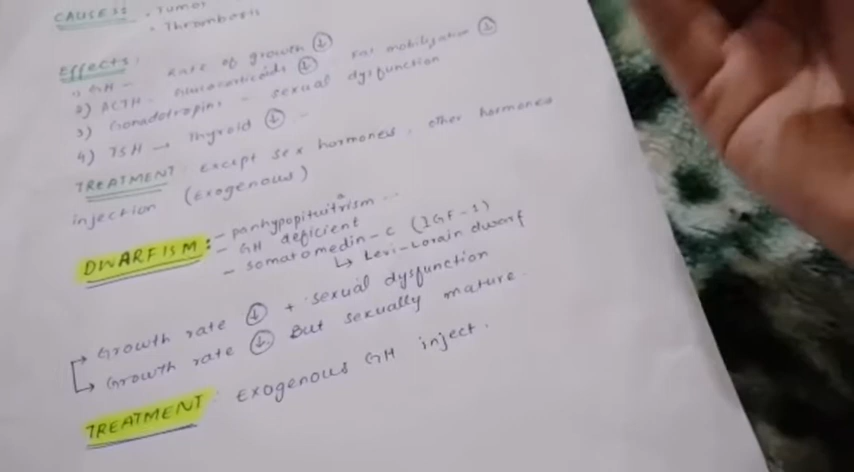 CAUSES: - Tumor
- Thrombosis
Effects:
1) GH - Rate of growth ↓ Fat mobilization ↓
2) ACTH - Glucocorticoids ↓
3) Gonadotropins - sexual dysfunction
4) TSH → Thyroid ↓ -
TREATMENT: Except sex hormones, other hormones
injection (Exogenous)
DWARFISM: - panhypopituitrism ...
- GH deficient
- somatomedin-C (IGF-1)
↳ Levi-Lorain dwarf
→ Growth rate ↓ + sexual dysfunction
→ Growth rate ↓ But sexually mature.
TREATMENT: Exogenous GH inject.